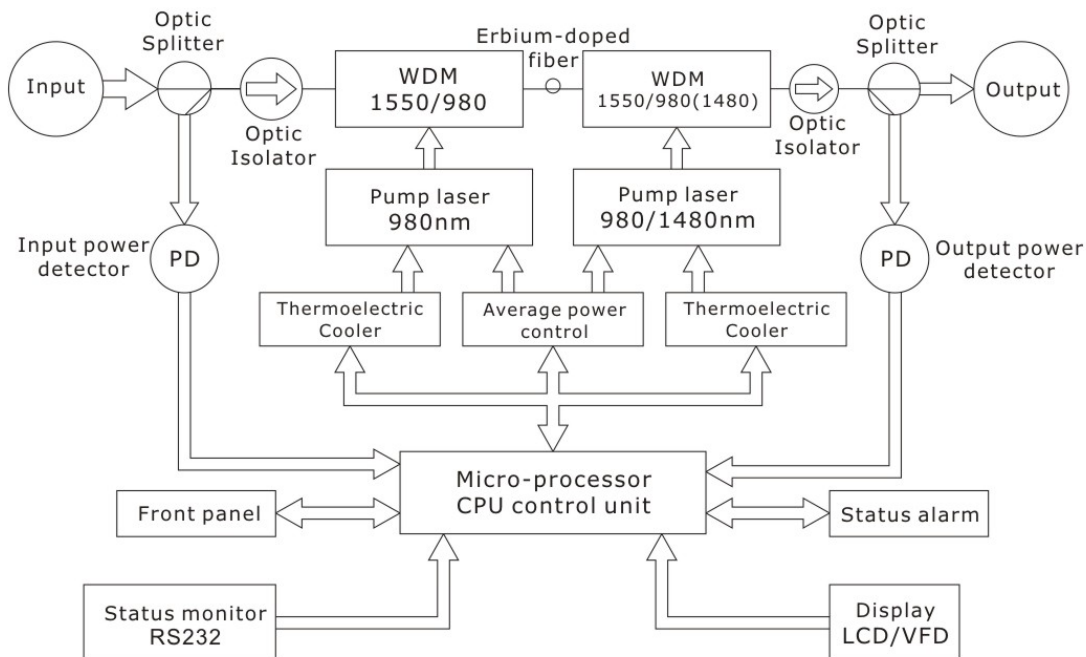 Optic
Splitter
Erbium-doped
fiber
Optic
Splitter
Input
WDM
1550/980
WDM
1550/980(1480)
Output
Optic
Isolator
Optic
Isolator
Pump laser
980nm
Pump laser
980/1480nm
Input power
detector
PD
PD
Output power
detector
Thermoelectric
Cooler
Average power
control
Thermoelectric
Cooler
Micro-processor
CPU control unit
Front panel
Status alarm
Status monitor
RS232
Display
LCD/VFD